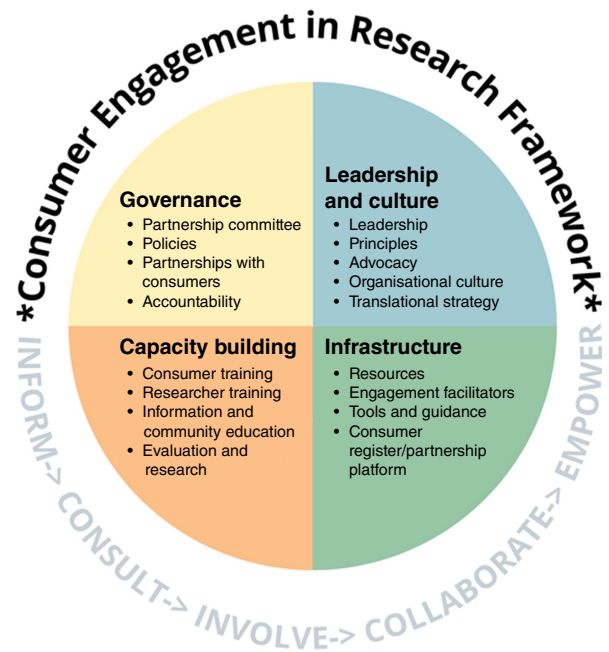 *Consumer Engagement in Research Framework*
Governance
• Partnership committee
• Policies
• Partnerships with
consumers
• Accountability
Leadership
and culture
• Leadership
• Principles
• Advocacy
• Organisational culture
• Translational strategy
Capacity building
• Consumer training
• Researcher training
• Information and
community education
• Evaluation and
research
Infrastructure
• Resources
• Engagement facilitators
• Tools and guidance
• Consumer
register/partnership
platform
INFORM-> CONSULT-> INVOLVE-> COLLABORATE-> EMPOWER